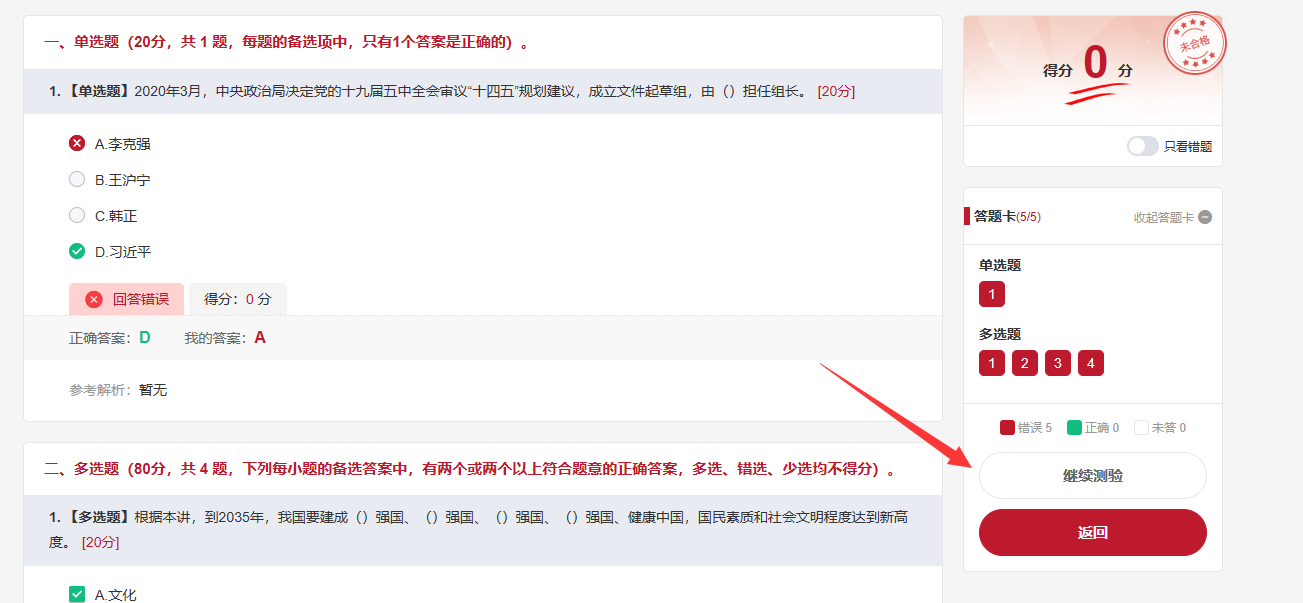 一、单选题（20分，共 1 题，每题的备选项中，只有1个答案是正确的）。
1. 【单选题】2020年3月，中央政治局决定党的十九届五中全会审议“十四五”规划建议，成立文件起草组，由（）担任组长。 [20分]
A.李克强
B.王沪宁
C.韩正
D.习近平
回答错误
得分：0 分
正确答案：D 我的答案：A
参考解析：暂无
二、多选题（80分，共 4 题，下列每小题的备选答案中，有两个或两个以上符合题意的正确答案，多选、错选、少选均不得分）。
1. 【多选题】根据本讲，到2035年，我国要建成（）强国、（）强国、（）强国、（）强国、健康中国，国民素质和社会文明程度达到新高
度。 [20分]
A.文化
得分 0 分
未合格
只看错题
答题卡(5/5) 收起答题卡
单选题
1
多选题
1 2 3 4
错误 5 正确 0 未答 0
继续测验
返回